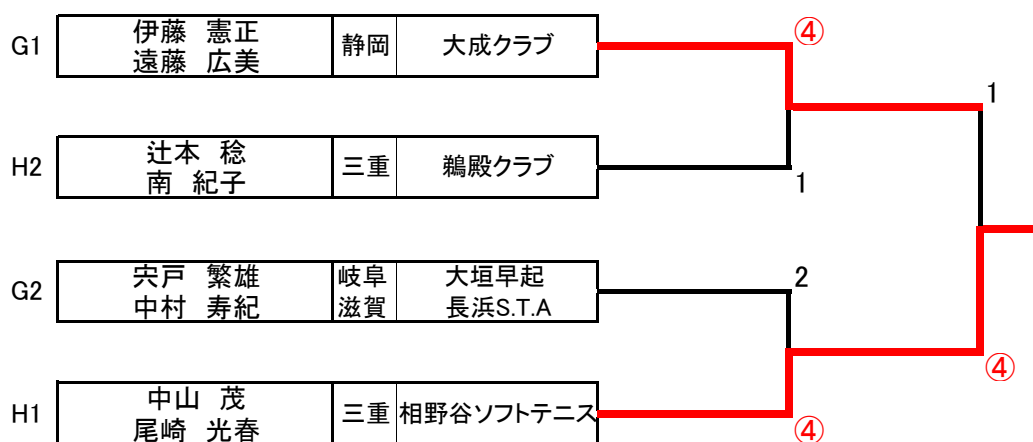 G1 伊藤 憲正 静岡 大成クラブ ④
遠藤 広美
1
H2 辻本 稔 三重 鵜殿クラブ
南 紀子 1
G2 宍戸 繁雄 岐阜 大垣早起 2
中村 寿紀 滋賀 長浜S.T.A
④
H1 中山 茂 三重 相野谷ソフトテニス
尾崎 光春 ④